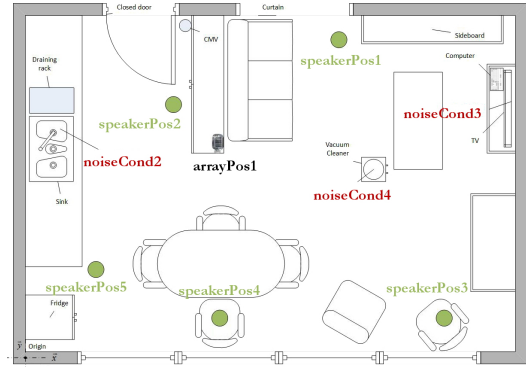 Closed door
Curtain
CMV
Sideboard
speakerPos1
Computer
Draining
rack
speakerPos2
noiseCond3
TV
noiseCond2
arrayPos1
Vacuum
Cleaner
Sink
noiseCond4
speakerPos5
speakerPos4
speakerPos3
Fridge
y
Origin
x